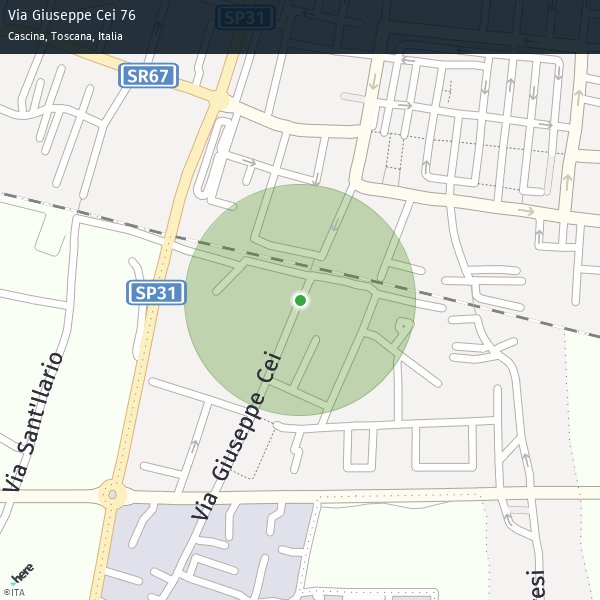 Via Giuseppe Cei 76
Cascina, Toscana, Italia
SP31
SR67
SP31
Via Sant'Ilario
Via Giuseppe Cei
esi
here
©ITA